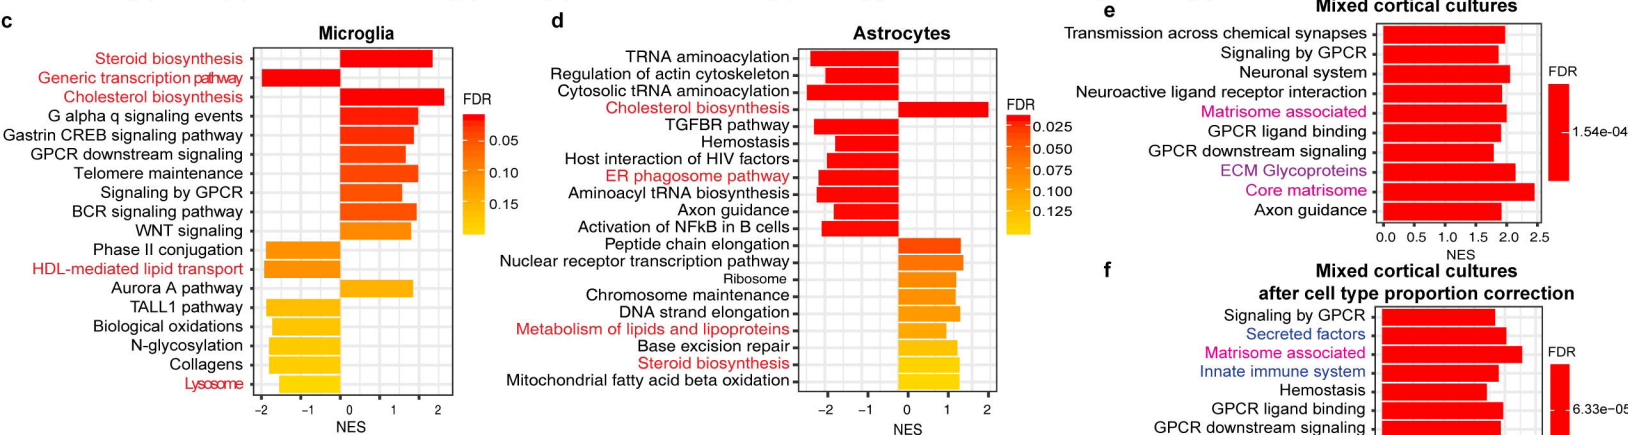 c
Microglia
Steroid biosynthesis
Generic transcription pathway
Cholesterol biosynthesis
G alpha q signaling events
Gastrin CREB signaling pathway
GPCR downstream signaling
Telomere maintenance
Signaling by GPCR
BCR signaling pathway
WNT signaling
Phase II conjugation
HDL-mediated lipid transport
Aurora A pathway
TALL1 pathway
Biological oxidations
N-glycosylation
Collagens
Lysosome
−2 −1 0 1 2
NES
FDR
0.05
0.10
0.15
d
Astrocytes
TRNA aminoacylation
Regulation of actin cytoskeleton
Cytosolic tRNA aminoacylation
Cholesterol biosynthesis
TGFBR pathway
Hemostasis
Host interaction of HIV factors
ER phagosome pathway
Aminoacyl tRNA biosynthesis
Axon guidance
Activation of NFkB in B cells
Peptide chain elongation
Nuclear receptor transcription pathway
Ribosome
Chromosome maintenance
DNA strand elongation
Metabolism of lipids and lipoproteins
Base excision repair
Steroid biosynthesis
Mitochondrial fatty acid beta oxidation
−2 −1 0 1 2
NES
FDR
0.025
0.050
0.075
0.100
0.125
e
Mixed cortical cultures
Transmission across chemical synapses
Signaling by GPCR
Neuronal system
Neuroactive ligand receptor interaction
Matrisome associated
GPCR ligand binding
GPCR downstream signaling
ECM Glycoproteins
Core matrisome
Axon guidance
0.0 0.5 1.0 1.5 2.0 2.5
NES
FDR
1.54e−04
f
Mixed cortical cultures
after cell type proportion correction
Signaling by GPCR
Secreted factors
Matrisome associated
Innate immune system
Hemostasis
GPCR ligand binding
GPCR downstream signaling
FDR
6.33e−05